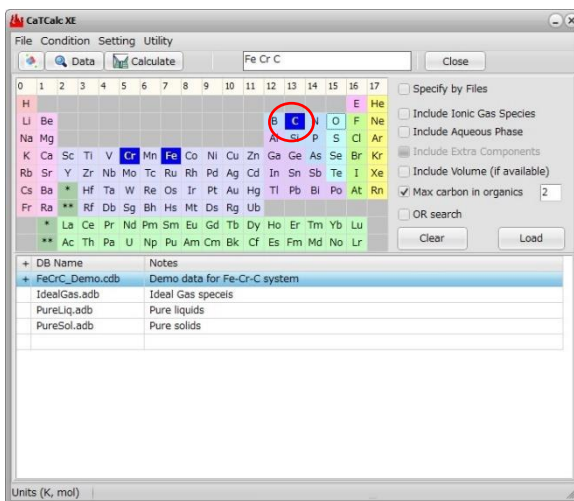 CaTCalc XE
File Condition Setting Utility
Data Calculate Fe Cr C Close
0 1 2 3 4 5 6 7 8 9 10 11 12 13 14 15 16 17
H E He
Li Be B C N O F Ne
Na Mg Al Si P S Cl Ar
K Ca Sc Ti V Cr Mn Fe Co Ni Cu Zn Ga Ge As Se Br Kr
Rb Sr Y Zr Nb Mo Tc Ru Rh Pd Ag Cd In Sn Sb Te I Xe
Cs Ba * Hf Ta W Re Os Ir Pt Au Hg Tl Pb Bi Po At Rn
Fr Ra ** Rf Db Sg Bh Hs Mt Ds Rg Ub
* La Ce Pr Nd Pm Sm Eu Gd Tb Dy Ho Er Tm Yb Lu
** Ac Th Pa U Np Pu Am Cm Bk Cf Es Fm Md No Lr
Specify by Files
Include Ionic Gas Species
Include Aqueous Phase
Include Extra Components
Include Volume (if available)
Max carbon in organics 2
OR search
Clear Load
+ DB Name Notes
+ FeCrC_Demo.cdb Demo data for Fe-Cr-C system
IdealGas.adb Ideal Gas speceis
PureLiq.adb Pure liquids
PureSol.adb Pure solids
Units (K, mol)